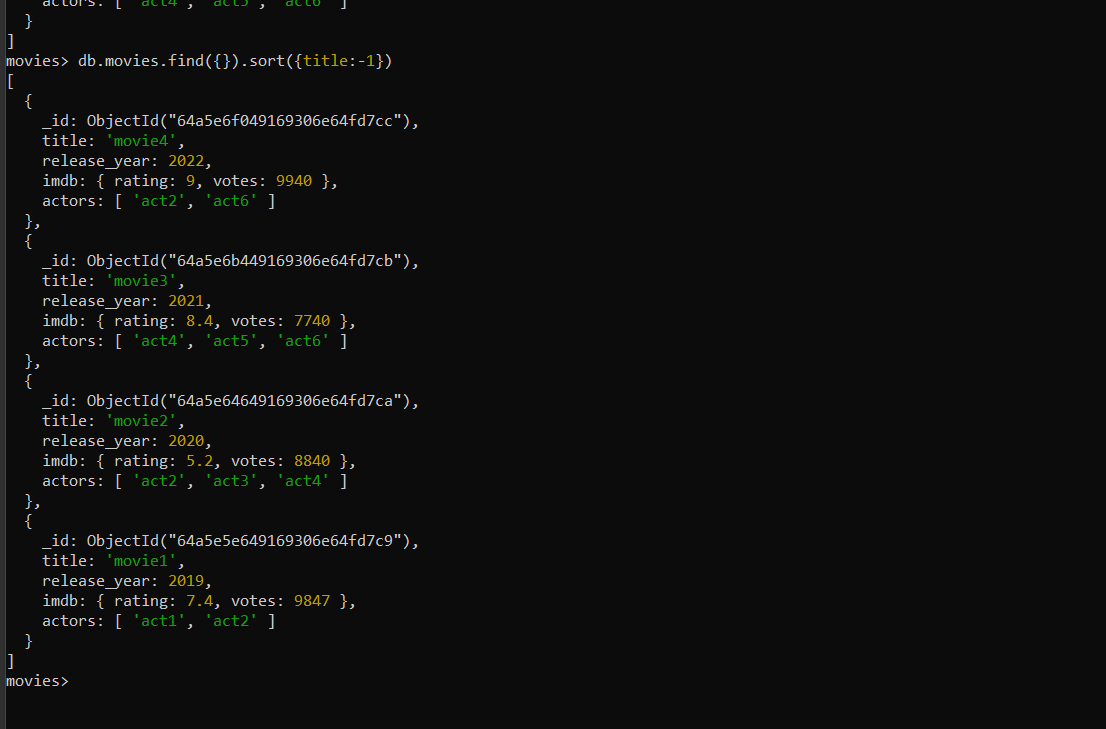 actors: [ 'act4', 'act5', 'act6' ]
}
]
movies> db.movies.find({}).sort({title:-1})
[
{
_id: ObjectId("64a5e6f049169306e64fd7cc"),
title: 'movie4',
release_year: 2022,
imdb: { rating: 9, votes: 9940 },
actors: [ 'act2', 'act6' ]
},
{
_id: ObjectId("64a5e6b449169306e64fd7cb"),
title: 'movie3',
release_year: 2021,
imdb: { rating: 8.4, votes: 7740 },
actors: [ 'act4', 'act5', 'act6' ]
},
{
_id: ObjectId("64a5e64649169306e64fd7ca"),
title: 'movie2',
release_year: 2020,
imdb: { rating: 5.2, votes: 8840 },
actors: [ 'act2', 'act3', 'act4' ]
},
{
_id: ObjectId("64a5e5e649169306e64fd7c9"),
title: 'movie1',
release_year: 2019,
imdb: { rating: 7.4, votes: 9847 },
actors: [ 'act1', 'act2' ]
}
]
movies>